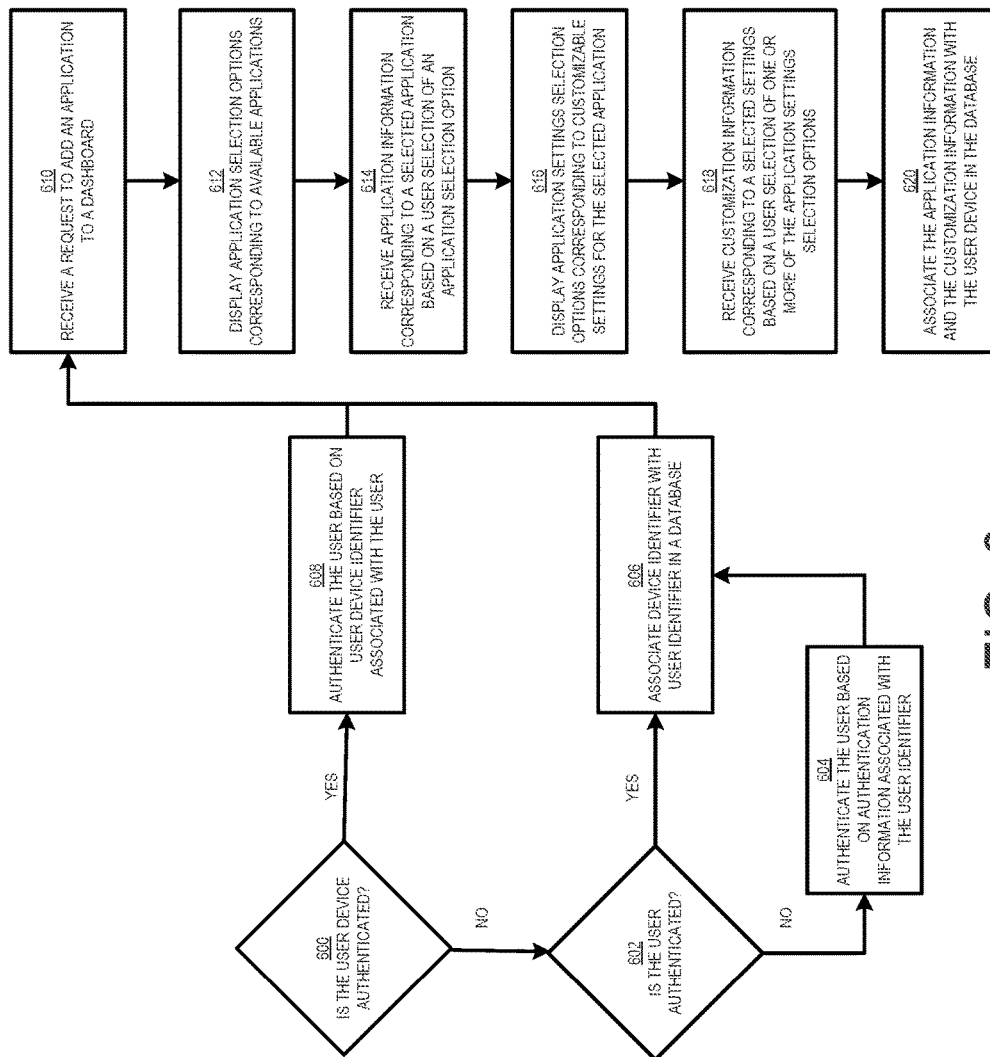 600
IS THE USER DEVICE
AUTHENTICATED?
YES
NO
602
IS THE USER
AUTHENTICATED?
YES
NO
604
AUTHENTICATE THE USER BASED
ON AUTHENTICATION
INFORMATION ASSOCIATED WITH
THE USER IDENTIFIER
606
ASSOCIATE DEVICE IDENTIFIER WITH
USER IDENTIFIER IN A DATABASE
608
AUTHENTICATE THE USER BASED ON
USER DEVICE IDENTIFIER
ASSOCIATED WITH THE USER
610
RECEIVE A REQUEST TO ADD AN APPLICATION
TO A DASHBOARD
612
DISPLAY APPLICATION SELECTION OPTIONS
CORRESPONDING TO AVAILABLE APPLICATIONS
614
RECEIVE APPLICATION INFORMATION
CORRESPONDING TO A SELECTED APPLICATION
BASED ON A USER SELECTION OF AN
APPLICATION SELECTION OPTION
616
DISPLAY APPLICATION SETTINGS SELECTION
OPTIONS CORRESPONDING TO CUSTOMIZABLE
SETTINGS FOR THE SELECTED APPLICATION
618
RECEIVE CUSTOMIZATION INFORMATION
CORRESPONDING TO A SELECTED SETTINGS
BASED ON A USER SELECTION OF ONE OR
MORE OF THE APPLICATION SETTINGS
SELECTION OPTIONS
620
ASSOCIATE THE APPLICATION INFORMATION
AND THE CUSTOMIZATION INFORMATION WITH
THE USER DEVICE IN THE DATABASE